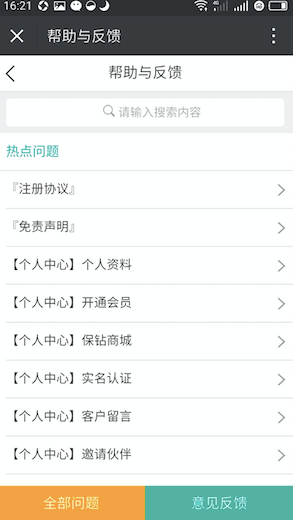 16:21
帮助与反馈
帮助与反馈
请输入搜索内容
热点问题
『注册协议』
『免责声明』
【个人中心】个人资料
【个人中心】开通会员
【个人中心】保钻商城
【个人中心】实名认证
【个人中心】客户留言
【个人中心】邀请伙伴
全部问题
意见反馈